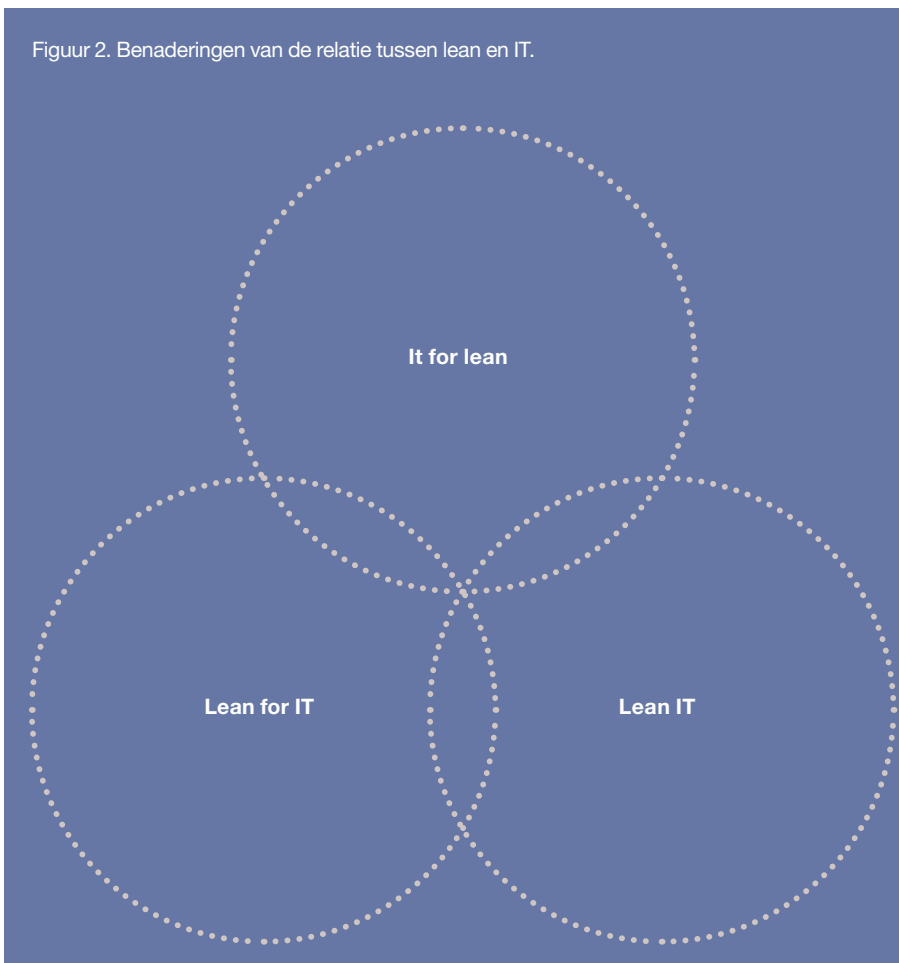 Figuur 2. Benaderingen van de relatie tussen lean en IT.
It for lean
Lean for IT
Lean IT